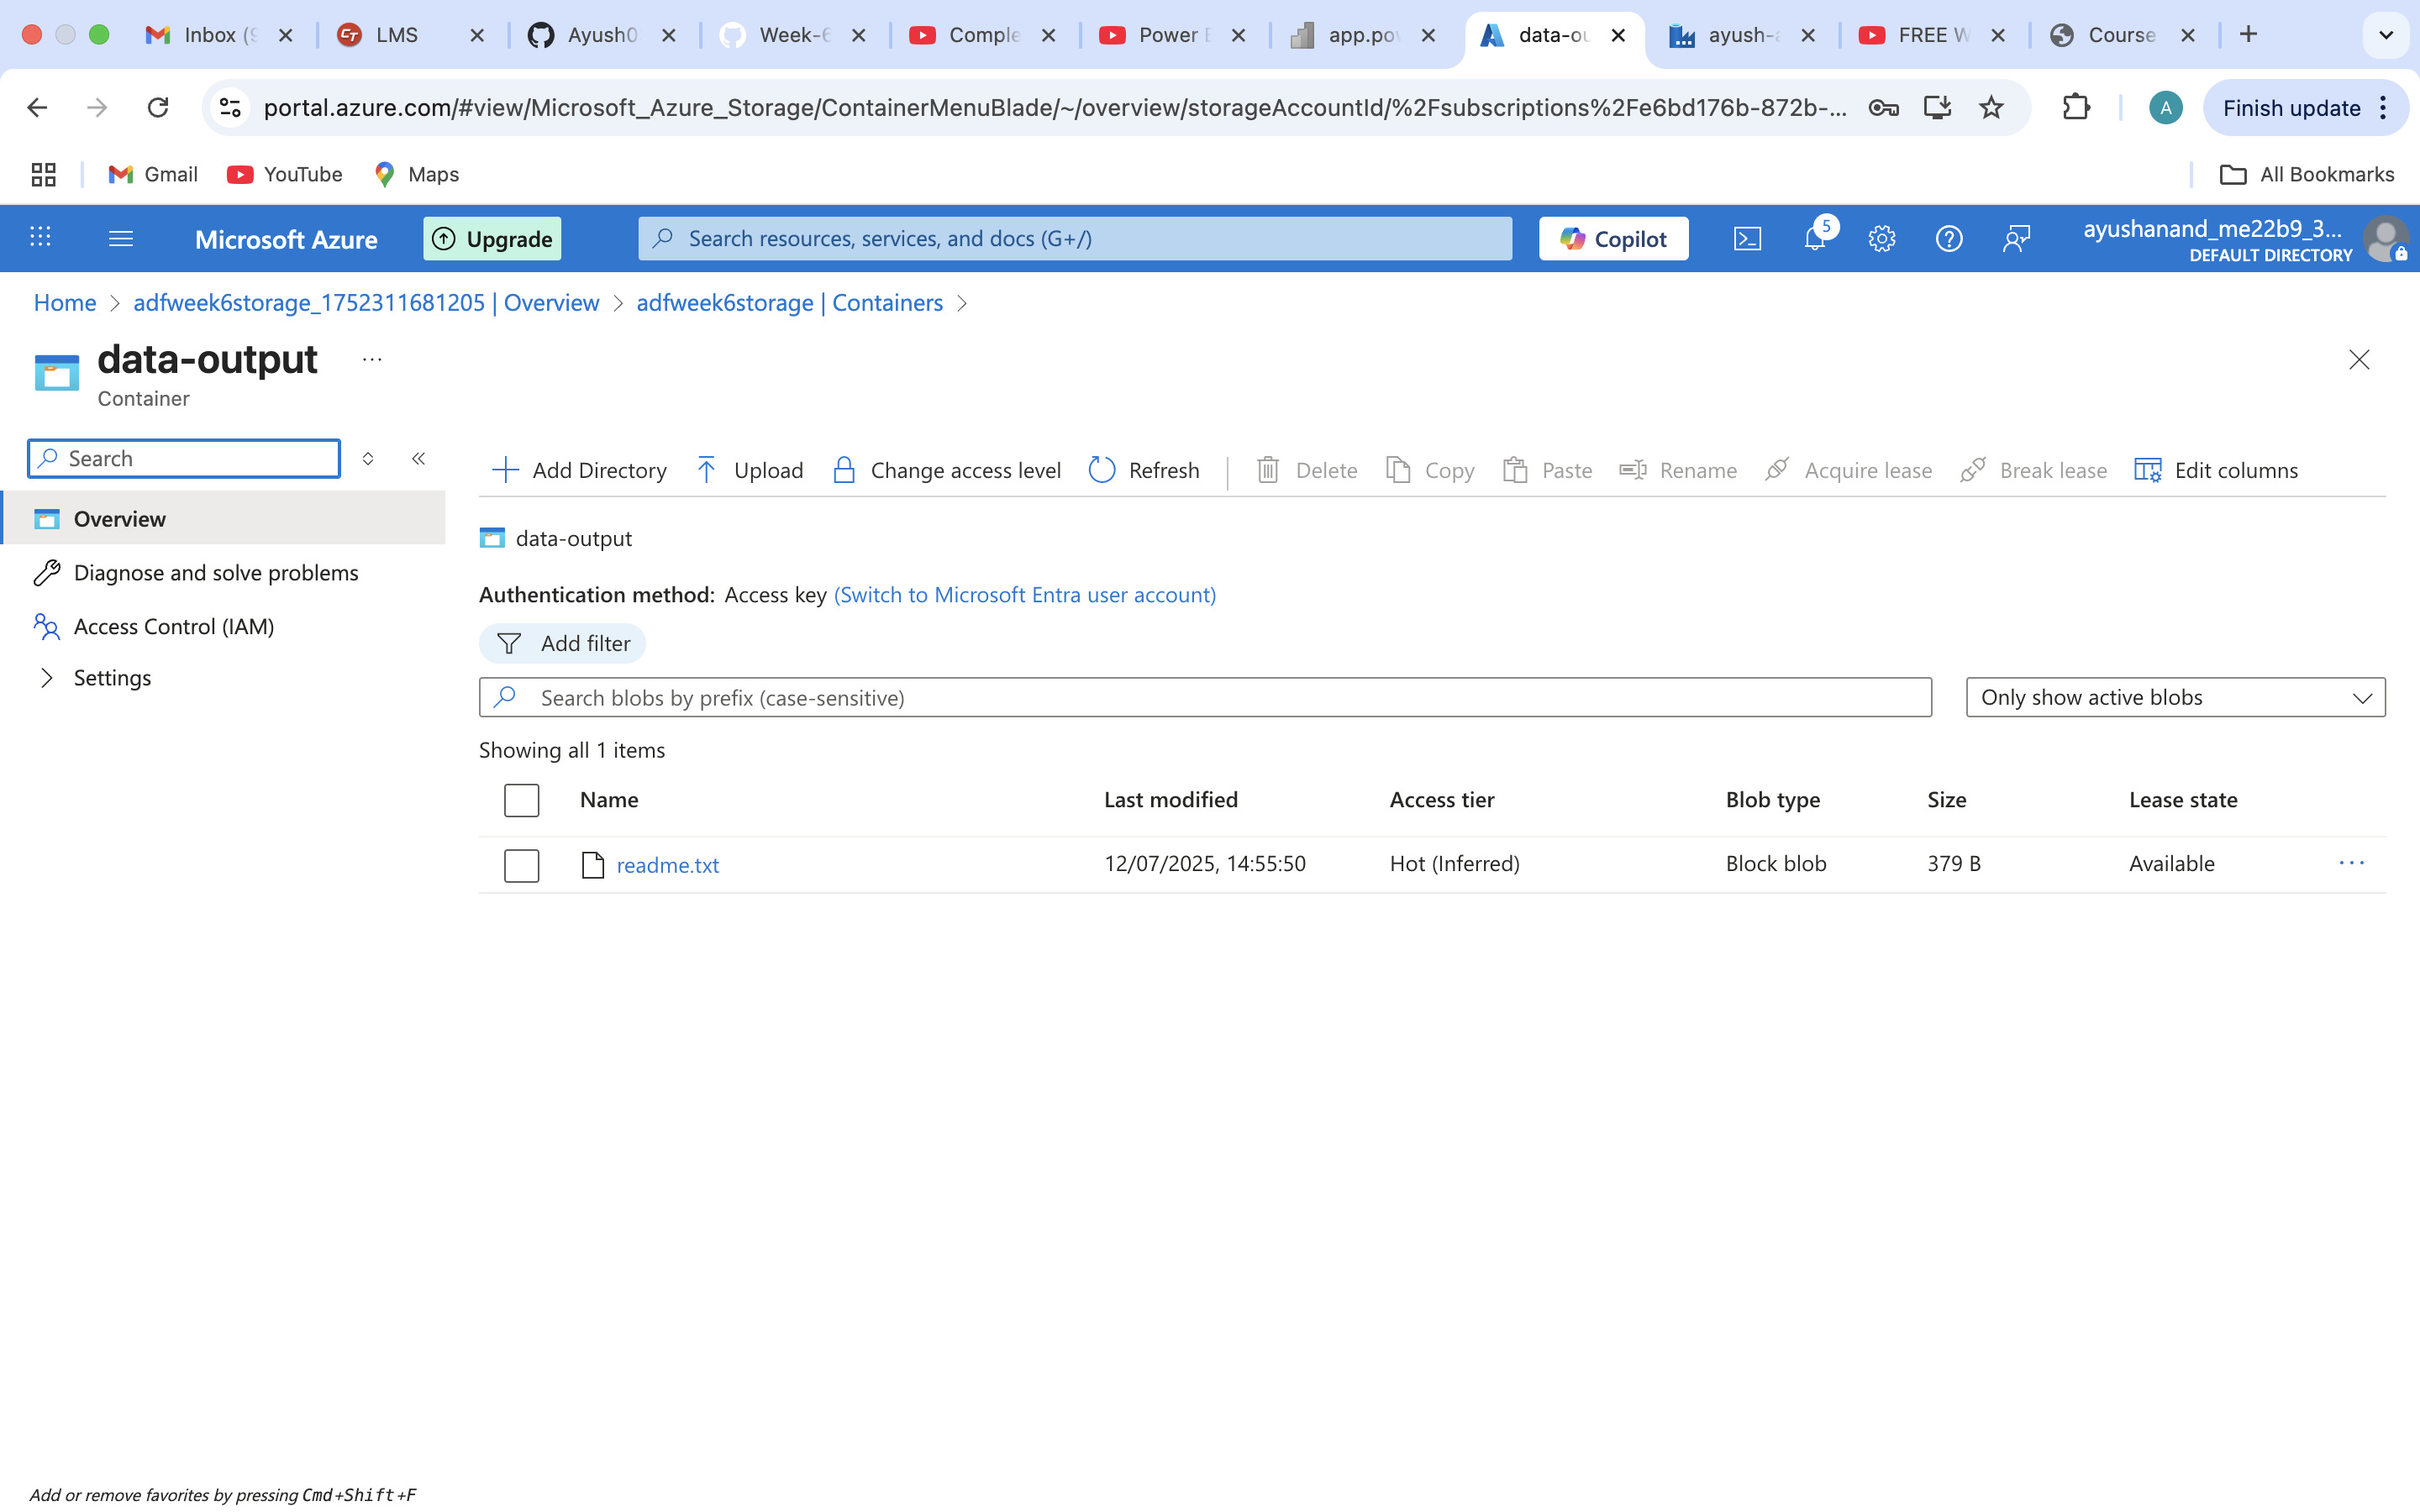 Inbox (9
LMS
Ayush0
Week-6
Comple
Power B
app.pow
data-ou
ayush-a
FREE W
Course
portal.azure.com/#view/Microsoft_Azure_Storage/ContainerMenuBlade/~/overview/storageAccountId/%2Fsubscriptions%2Fe6bd176b-872b-...
A
Finish update
Gmail
YouTube
Maps
All Bookmarks
Microsoft Azure
Upgrade
Search resources, services, and docs (G+/)
Copilot
5
ayushanand_me22b9_3...
DEFAULT DIRECTORY
Home > adfweek6storage_1752311681205 | Overview > adfweek6storage | Containers >
data-output ...
Container
Search
Overview
Diagnose and solve problems
Access Control (IAM)
Settings
Add Directory Upload Change access level Refresh Delete Copy Paste Rename Acquire lease Break lease Edit columns
data-output
Authentication method: Access key (Switch to Microsoft Entra user account)
Add filter
Search blobs by prefix (case-sensitive)
Only show active blobs
Showing all 1 items
Name Last modified Access tier Blob type Size Lease state
readme.txt 12/07/2025, 14:55:50 Hot (Inferred) Block blob 379 B Available ...
Add or remove favorites by pressing Cmd+Shift+F